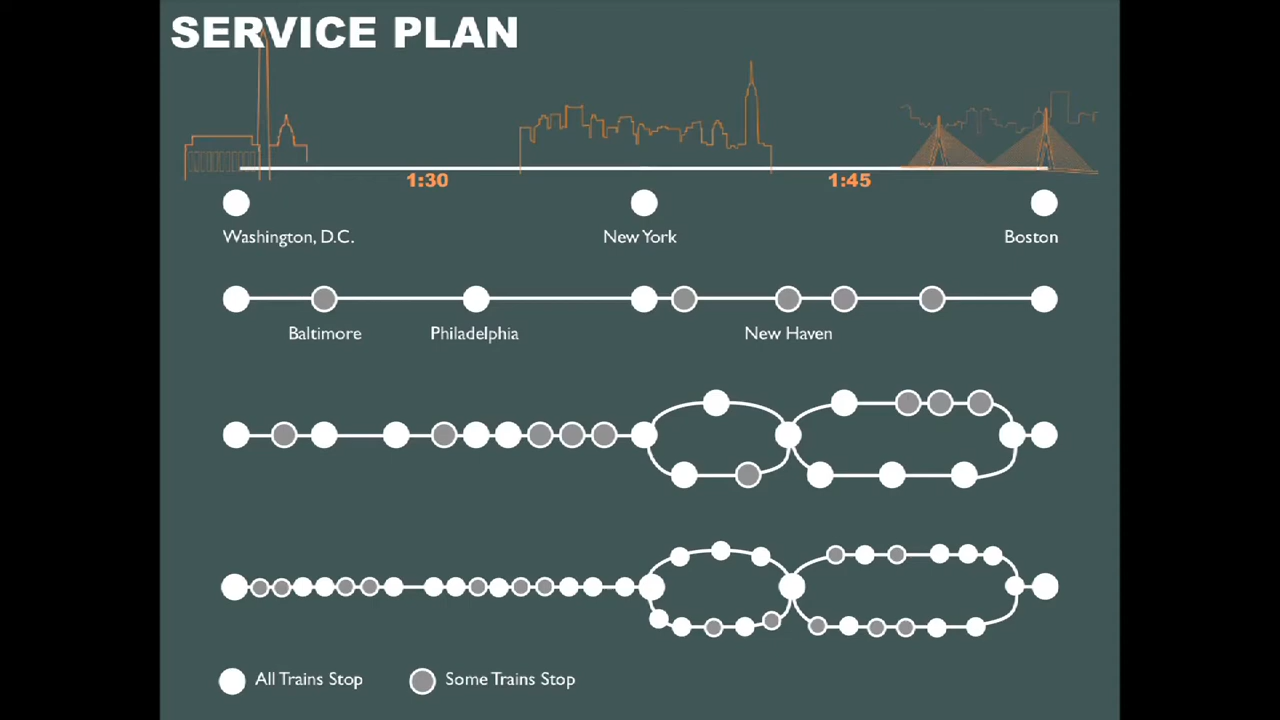 SERVICE PLAN
1:30
1:45
Washington, D.C.
New York
Boston
Baltimore
Philadelphia
New Haven
All Trains Stop
Some Trains Stop